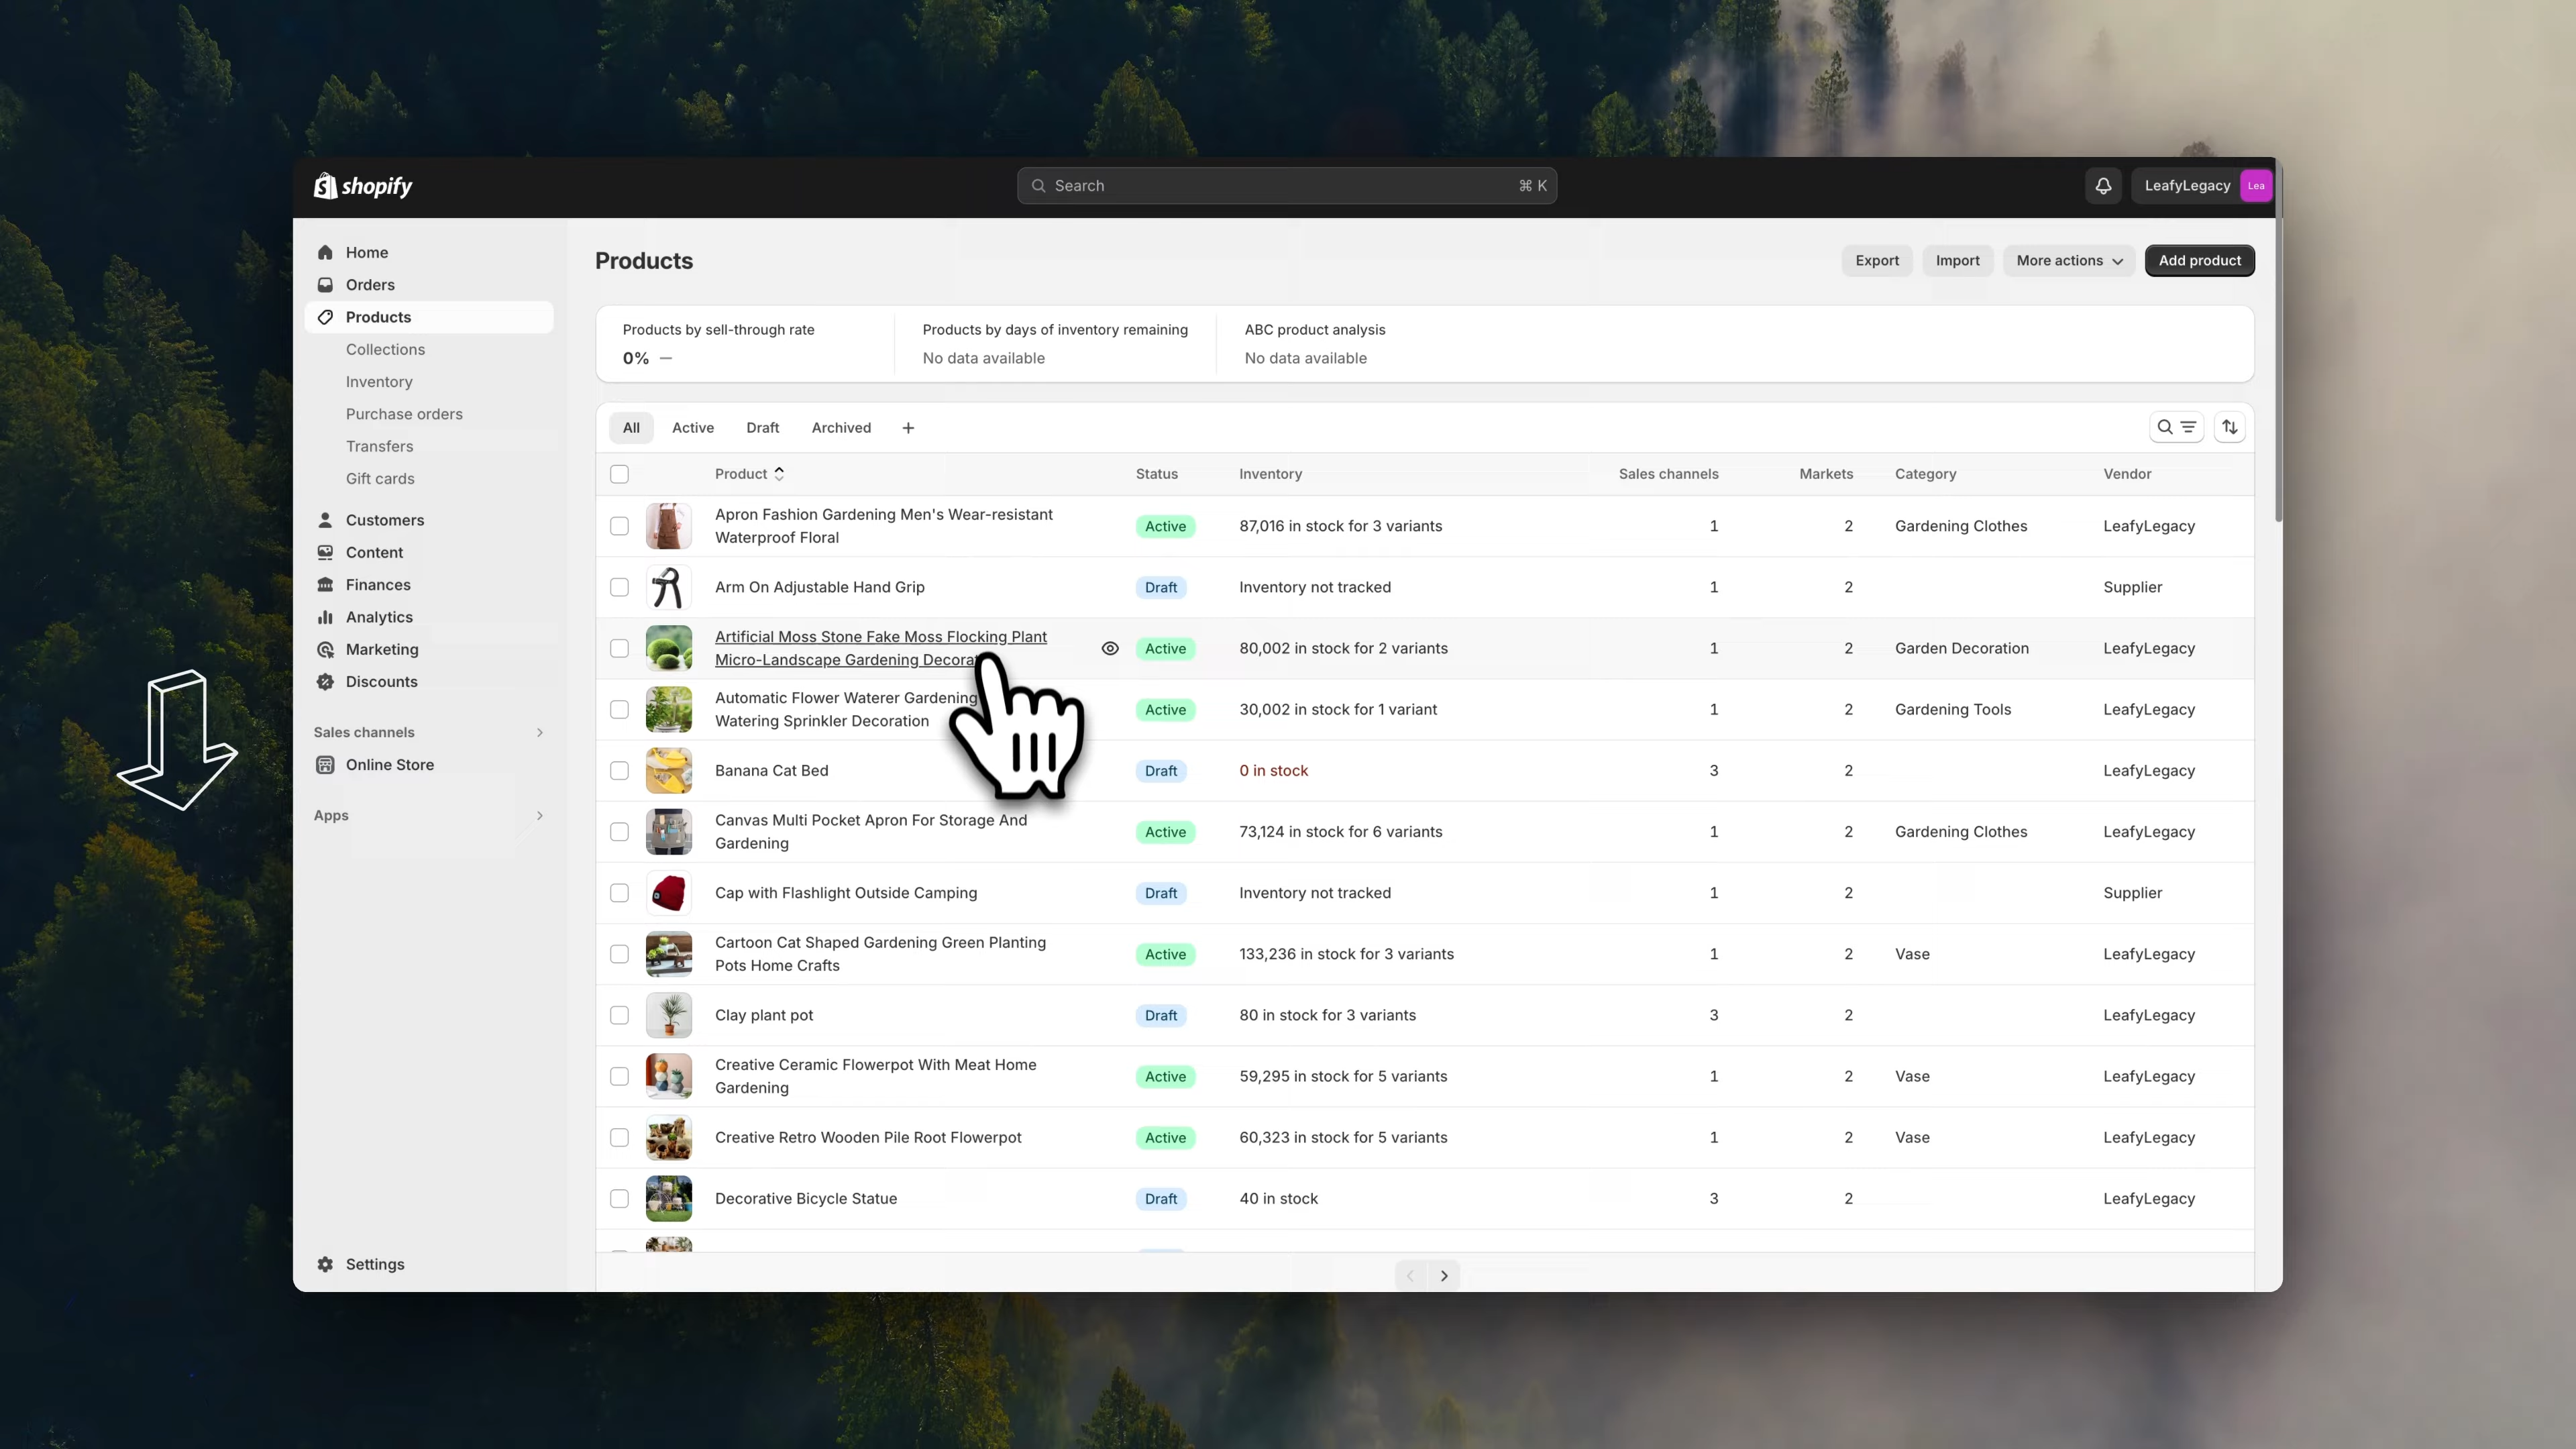 shopify
Search
⌘ K
LeafyLegacy
Lea
Home
Orders
Products
Collections
Inventory
Purchase orders
Transfers
Gift cards
Customers
Content
Finances
Analytics
Marketing
Discounts
Sales channels
Online Store
Apps
Settings
Products
Export
Import
More actions
Add product
Products by sell-through rate
0% —
Products by days of inventory remaining
No data available
ABC product analysis
No data available
All Active Draft Archived +
Product Status Inventory Sales channels Markets Category Vendor
Apron Fashion Gardening Men's Wear-resistant
Waterproof Floral
Active 87,016 in stock for 3 variants 1 2 Gardening Clothes LeafyLegacy
Arm On Adjustable Hand Grip Draft Inventory not tracked 1 2 Supplier
Artificial Moss Stone Fake Moss Flocking Plant
Micro-Landscape Gardening
Active 80,002 in stock for 2 variants 1 2 Garden Decoration LeafyLegacy
Automatic Flower Waterer Gardening
Watering Sprinkler Decoration
Active 30,002 in stock for 1 variant 1 2 Gardening Tools LeafyLegacy
Banana Cat Bed Draft 0 in stock 3 2 LeafyLegacy
Canvas Multi Pocket Apron For Storage And
Gardening
Active 73,124 in stock for 6 variants 1 2 Gardening Clothes LeafyLegacy
Cap with Flashlight Outside Camping Draft Inventory not tracked 1 2 Supplier
Cartoon Cat Shaped Gardening Green Planting
Pots Home Crafts
Active 133,236 in stock for 3 variants 1 2 Vase LeafyLegacy
Clay plant pot Draft 80 in stock for 3 variants 3 2 LeafyLegacy
Creative Ceramic Flowerpot With Meat Home
Gardening
Active 59,295 in stock for 5 variants 1 2 Vase LeafyLegacy
Creative Retro Wooden Pile Root Flowerpot Active 60,323 in stock for 5 variants 1 2 Vase LeafyLegacy
Decorative Bicycle Statue Draft 40 in stock 3 2 LeafyLegacy